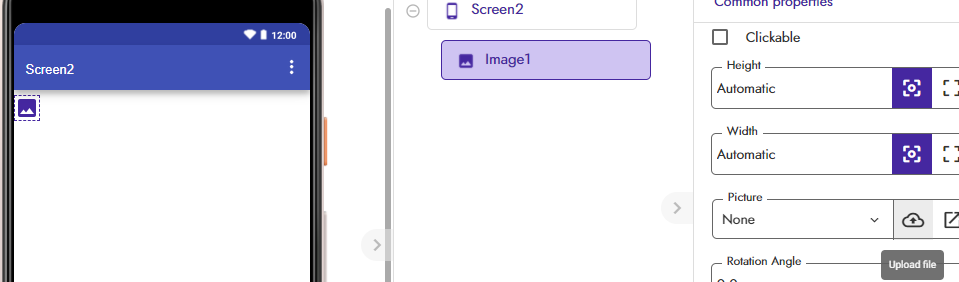 12:00
Screen2
Screen2
Image1
Common properties
Clickable
Height
Automatic
Width
Automatic
Picture
None
Upload file
Rotation Angle